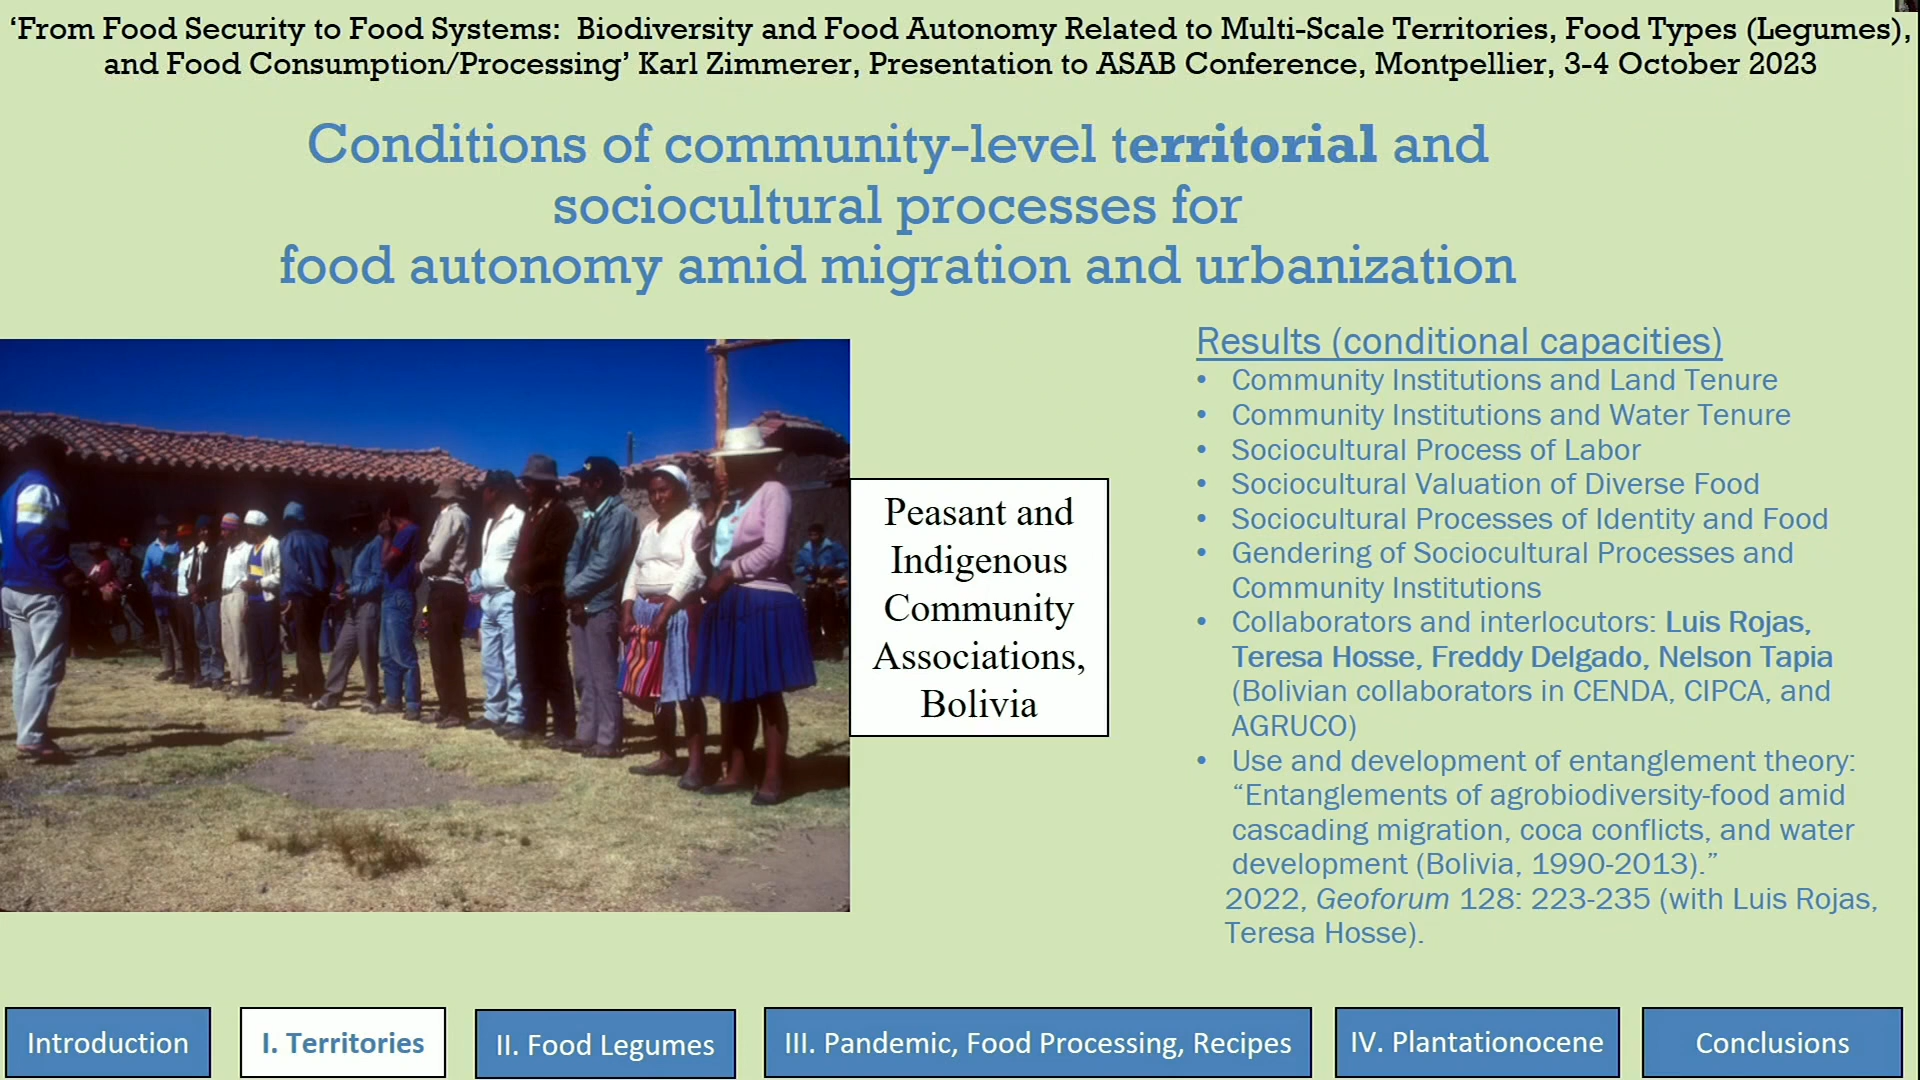 ‘From Food Security to Food Systems: Biodiversity and Food Autonomy Related to Multi-Scale Territories, Food Types (Legumes),
and Food Consumption/Processing’ Karl Zimmerer, Presentation to ASAB Conference, Montpellier, 3-4 October 2023
Conditions of community-level territorial and
sociocultural processes for
food autonomy amid migration and urbanization
Peasant and
Indigenous
Community
Associations,
Bolivia
Results (conditional capacities)
• Community Institutions and Land Tenure
• Community Institutions and Water Tenure
• Sociocultural Process of Labor
• Sociocultural Valuation of Diverse Food
• Sociocultural Processes of Identity and Food
• Gendering of Sociocultural Processes and
Community Institutions
• Collaborators and interlocutors: Luis Rojas,
Teresa Hosse, Freddy Delgado, Nelson Tapia
(Bolivian collaborators in CENDA, CIPCA, and
AGRUCO)
• Use and development of entanglement theory:
“Entanglements of agrobiodiversity-food amid
cascading migration, coca conflicts, and water
development (Bolivia, 1990-2013).”
2022, Geoforum 128: 223-235 (with Luis Rojas,
Teresa Hosse).
Introduction
I. Territories
II. Food Legumes
III. Pandemic, Food Processing, Recipes
IV. Plantationocene
Conclusions